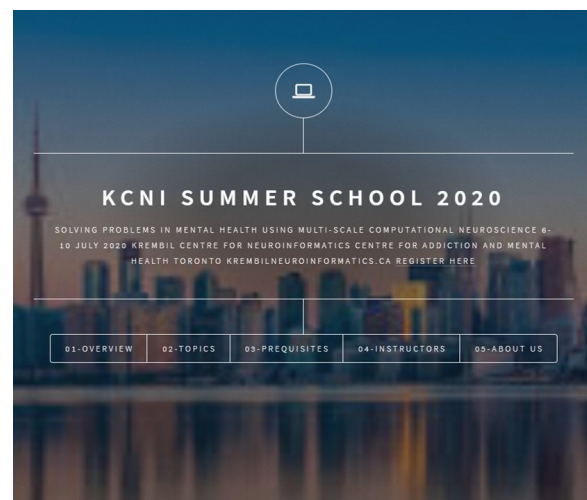 KCNI SUMMER SCHOOL 2020
SOLVING PROBLEMS IN MENTAL HEALTH USING MULTI-SCALE COMPUTATIONAL NEUROSCIENCE 6-
10 JULY 2020 KREMBIL CENTRE FOR NEUROINFORMATICS CENTRE FOR ADDICTION AND MENTAL
HEALTH TORONTO KREMBILNEUROINFORMATICS.CA REGISTER HERE
01-OVERVIEW 02-TOPICS 03-PREQUISITES 04-INSTRUCTORS 05-ABOUT US